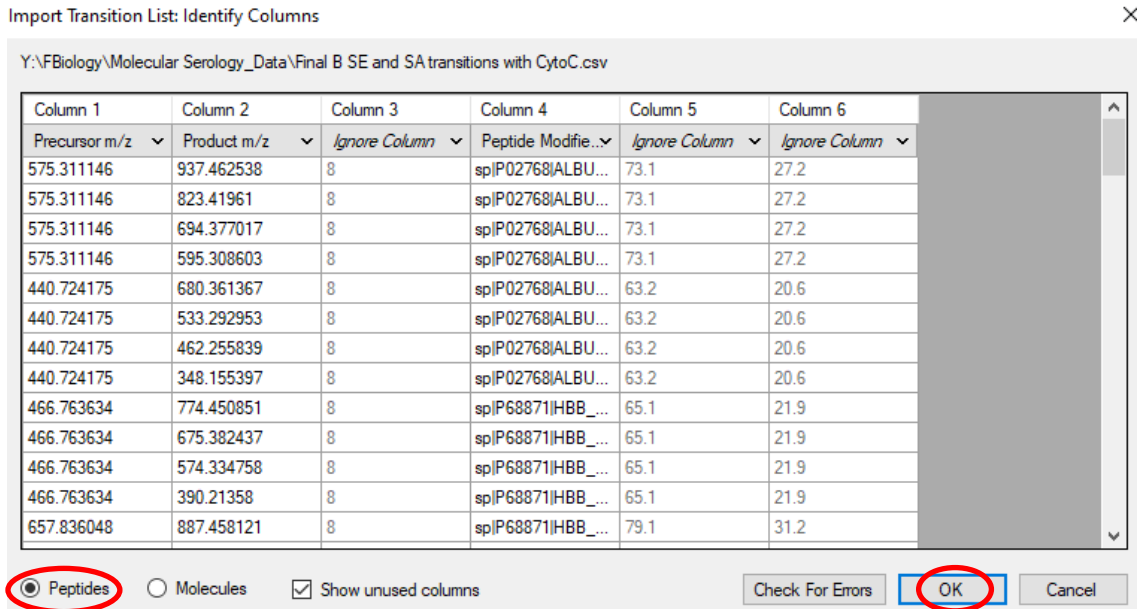 Import Transition List: Identify Columns
Y:\FBiology\Molecular Serology_Data\Final B SE and SA transitions with CytoC.csv
Column 1 Column 2 Column 3 Column 4 Column 5 Column 6
Precursor m/z Product m/z Ignore Column Peptide Modifie... Ignore Column Ignore Column
575.311146 937.462538 8 sp|P02768|ALBU... 73.1 27.2
575.311146 823.41961 8 sp|P02768|ALBU... 73.1 27.2
575.311146 694.377017 8 sp|P02768|ALBU... 73.1 27.2
575.311146 595.308603 8 sp|P02768|ALBU... 73.1 27.2
440.724175 680.361367 8 sp|P02768|ALBU... 63.2 20.6
440.724175 533.292953 8 sp|P02768|ALBU... 63.2 20.6
440.724175 462.255839 8 sp|P02768|ALBU... 63.2 20.6
440.724175 348.155397 8 sp|P02768|ALBU... 63.2 20.6
466.763634 774.450851 8 sp|P68871|HBB_... 65.1 21.9
466.763634 675.382437 8 sp|P68871|HBB_... 65.1 21.9
466.763634 574.334758 8 sp|P68871|HBB_... 65.1 21.9
466.763634 390.21358 8 sp|P68871|HBB_... 65.1 21.9
657.836048 887.458121 8 sp|P68871|HBB_... 79.1 31.2
Peptides Molecules Show unused columns Check For Errors OK Cancel